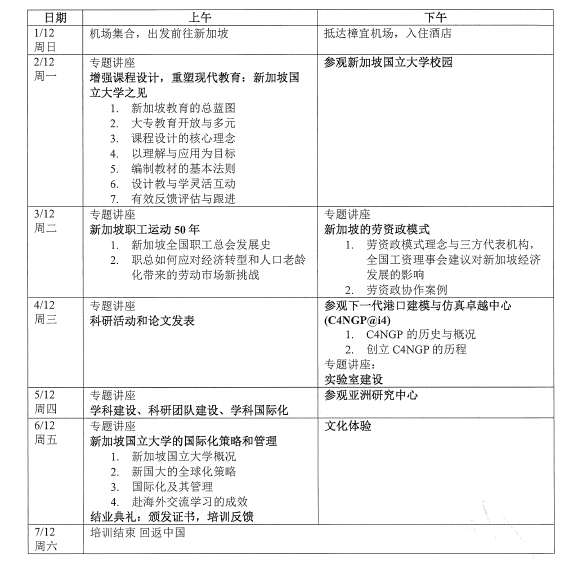 日期 上午 下午
1/12 机场集合，出发前往新加坡 抵达樟宜机场，入住酒店
周日
2/12 专题讲座 参观新加坡国立大学校园
周一 增强课程设计，重塑现代教育：新加坡国
立大学之见
1. 新加坡教育的总蓝图
2. 大专教育开放与多元
3. 课程设计的核心理念
4. 以理解与应用为目标
5. 编制教材的基本法则
6. 设计教与学灵活互动
7. 有效反馈评估与跟进
3/12 专题讲座 专题讲座
周二 新加坡职工运动 50 年 新加坡的劳资政模式
1. 新加坡全国职工总会发展史 1. 劳资政模式理念与三方代表机构，
2. 职总如何应对经济转型和人口老龄 全国工资理事会建议对新加坡经济
化带来的劳动市场新挑战 发展的影响
2. 劳资政协作案例
4/12 专题讲座 参观下一代港口建模与仿真卓越中心
周三 科研活动和论文发表 (C4NGP@i4)
1. C4NGP 的历史与概况
2. 创立 C4NGP 的历程
专题讲座：
实验室建设
5/12 专题讲座 参观亚洲研究中心
周四 学科建设、科研团队建设、学科国际化
6/12 专题讲座 文化体验
周五 新加坡国立大学的国际化策略和管理
1. 新加坡国立大学概况
2. 新国大的全球化策略
3. 国际化及其管理
4. 赴海外交流学习的成效
结业典礼：颁发证书，培训反馈
7/12 培训结束 回返中国
周六